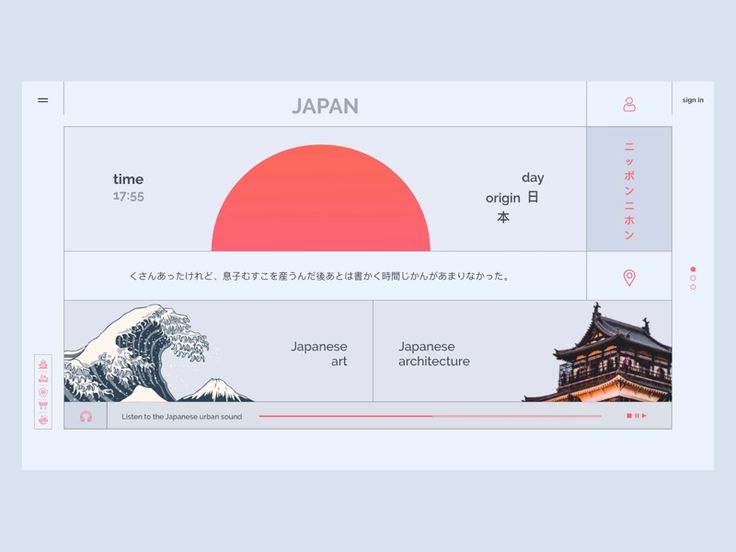 JAPAN
sign in
time
17:55
day
origin 日
本
ニッポンニホン
くさんあったけれど、息子むすこを産うんだ後あとは書かく時間じかんがあまりなかった。
Japanese
art
Japanese
architecture
Listen to the Japanese urban sound